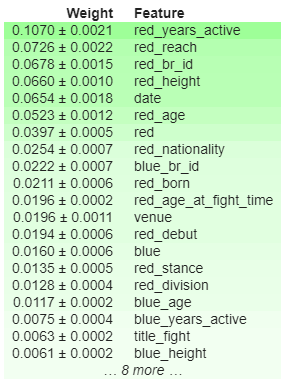 Weight Feature
0.1070 ± 0.0021 red_years_active
0.0726 ± 0.0022 red_reach
0.0678 ± 0.0015 red_br_id
0.0660 ± 0.0010 red_height
0.0654 ± 0.0018 date
0.0523 ± 0.0012 red_age
0.0397 ± 0.0005 red
0.0254 ± 0.0007 red_nationality
0.0222 ± 0.0007 blue_br_id
0.0211 ± 0.0006 red_born
0.0196 ± 0.0002 red_age_at_fight_time
0.0196 ± 0.0011 venue
0.0194 ± 0.0006 red_debut
0.0160 ± 0.0006 blue
0.0135 ± 0.0005 red_stance
0.0128 ± 0.0004 red_division
0.0117 ± 0.0002 blue_age
0.0075 ± 0.0004 blue_years_active
0.0063 ± 0.0002 title_fight
0.0061 ± 0.0002 blue_height
… 8 more …